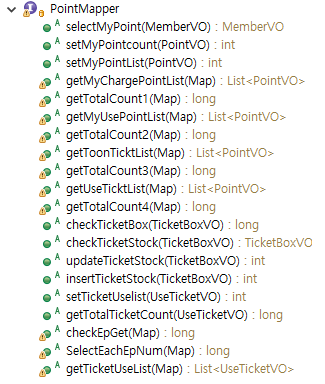 PointMapper
selectMyPoint(MemberVO) : MemberVO
setMyPointcount(PointVO) : int
setMyPointList(PointVO) : int
getMyChargePointList(Map) : List<PointVO>
getTotalCount1(Map) : long
getMyUsePointList(Map) : List<PointVO>
getTotalCount2(Map) : long
getToonTicktList(Map) : List<PointVO>
getTotalCount3(Map) : long
getUseTicktList(Map) : List<PointVO>
getTotalCount4(Map) : long
checkTicketBox(TicketBoxVO) : long
checkTicketStock(TicketBoxVO) : TicketBoxVO
updateTicketStock(TicketBoxVO) : int
insertTicketStock(TicketBoxVO) : int
setTicketUselist(UseTicketVO) : int
getTotalTicketCount(UseTicketVO) : long
checkEpGet(Map) : long
SelectEachEpNum(Map) : long
getTicketUseList(Map) : List<UseTicketVO>